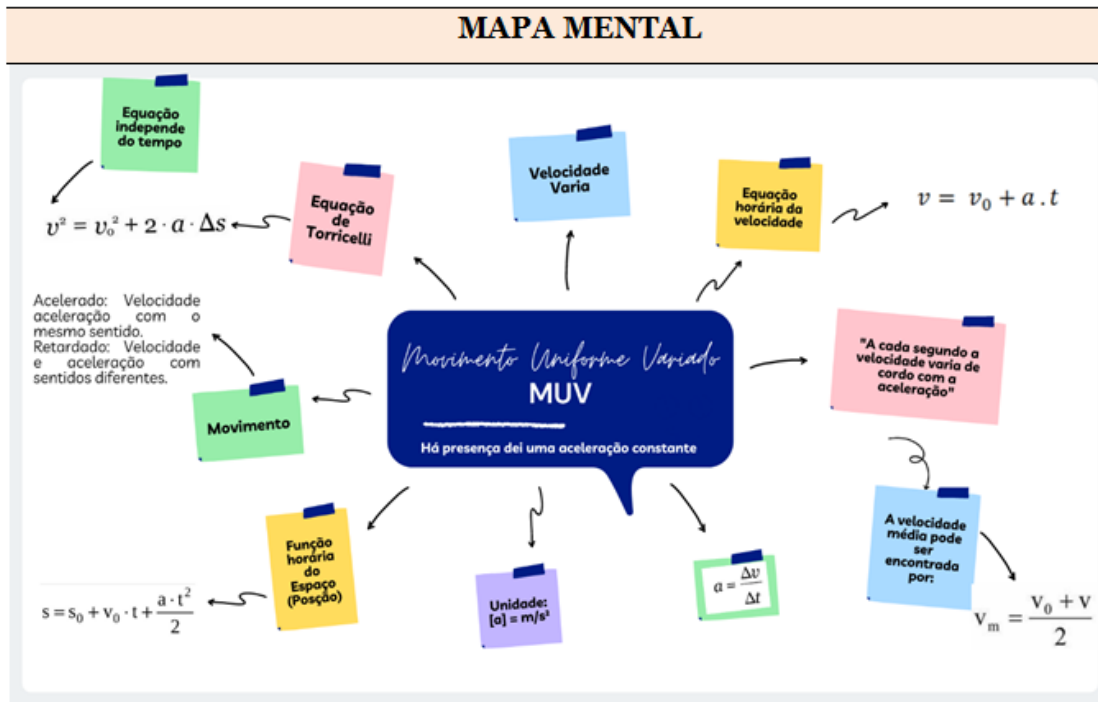 MAPA MENTAL
Equação
independe
do tempo
v² = v₀² + 2 · a · Δs
Equação
de
Torricelli
Velocidade
Varia
Equação
horária da
velocidade
v = v₀ + a . t
Acelerado: Velocidade
aceleração com o
mesmo sentido.
Retardado: Velocidade
e aceleração com
sentidos diferentes.
Movimento
Movimento Uniforme Variado
MUV
Há presença dei uma aceleração constante
"A cada segundo a
velocidade varia de
cordo com a
aceleração"
A velocidade
média pode
ser
encontrada
por:
vₘ = (v₀ + v)/2
Função
horária
do
Espaço
(Posção)
s = s₀ + v₀ · t + (a · t²)/2
Unidade:
[a] = m/s²
a = Δv/Δt